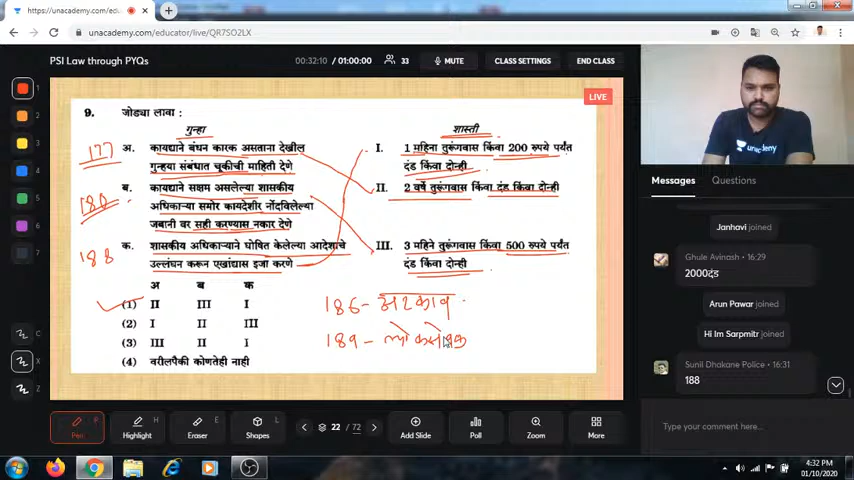 unacademy.com/edu
https://unacademy.com/educator/live/QR7SO2LX
PSI Law through PYQs
00:32:10 / 01:00:00
33
MUTE
CLASS SETTINGS
END CLASS
LIVE
9. जोड्या लावा :
गुन्हा
शास्ती
177
अ. कायद्याने बंधन कारक असताना देखील
गुन्हया संबंधात चूकीची माहिती देणे
I. 1 महिना तुरूंगवास किंवा 200 रुपये पर्यंत
दंड किंवा दोन्ही
180
ब. कायद्याने सक्षम असलेल्या शासकीय
अधिकाऱ्या समोर कायदेशीर नोंदविलेल्या
जबानी वर सही करण्यास नकार देणे
II. 2 वर्षे तुरूंगवास किंवा दंड किंवा दोन्ही
188
क. शासकीय अधिकाऱ्याने घोषित केलेल्या आदेशाचे
उल्लंघन करून एखांद्यास इजा करणे
III. 3 महिने तुरूंगवास किंवा 500 रुपये पर्यंत
दंड किंवा दोन्ही
अ ब क
(1) II III I
(2) I II III
(3) III II I
(4) वरीलपैकी कोणतेही नाही
186 - अटकाव
189 - लोकसेवक
unacademy
Messages
Questions
Janhavi joined
Ghule Avinash 16:29
2000दंड
Arun Pawar joined
Hi Im Sarpmitr joined
Sunil Dhakane Police 16:31
188
Send a message...
Pen P
Highlight H
Eraser E
Shapes L
22 / 72
Add Slide
Poll
Zoom
More
4:32 PM
01/10/2020